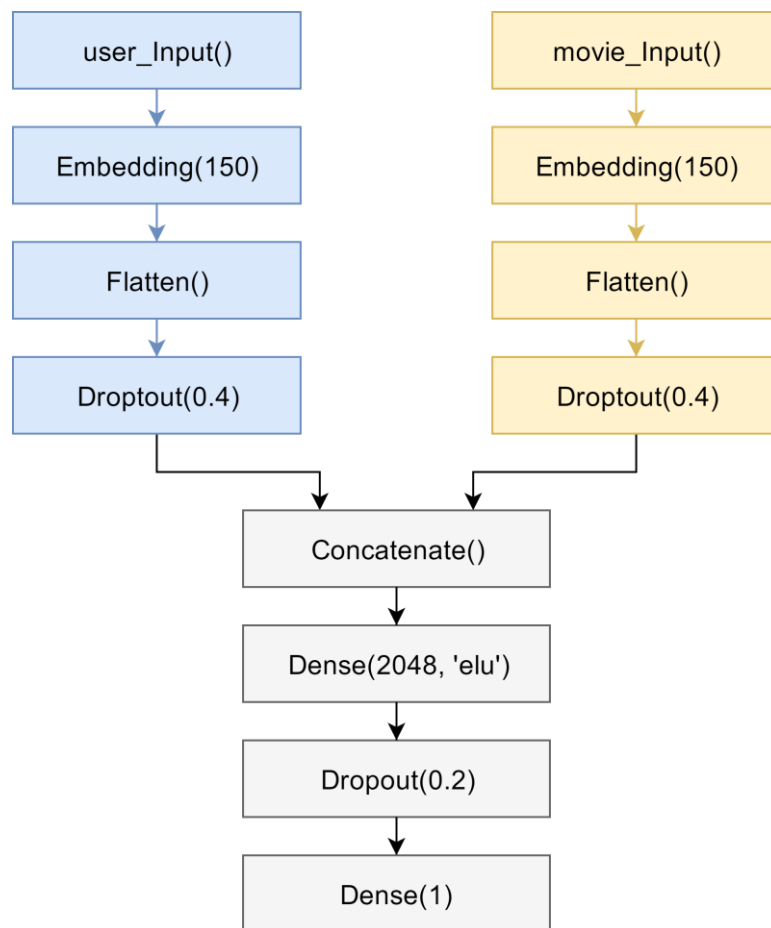 user_Input()
movie_Input()
Embedding(150)
Embedding(150)
Flatten()
Flatten()
Droptout(0.4)
Droptout(0.4)
Concatenate()
Dense(2048, 'elu')
Dropout(0.2)
Dense(1)